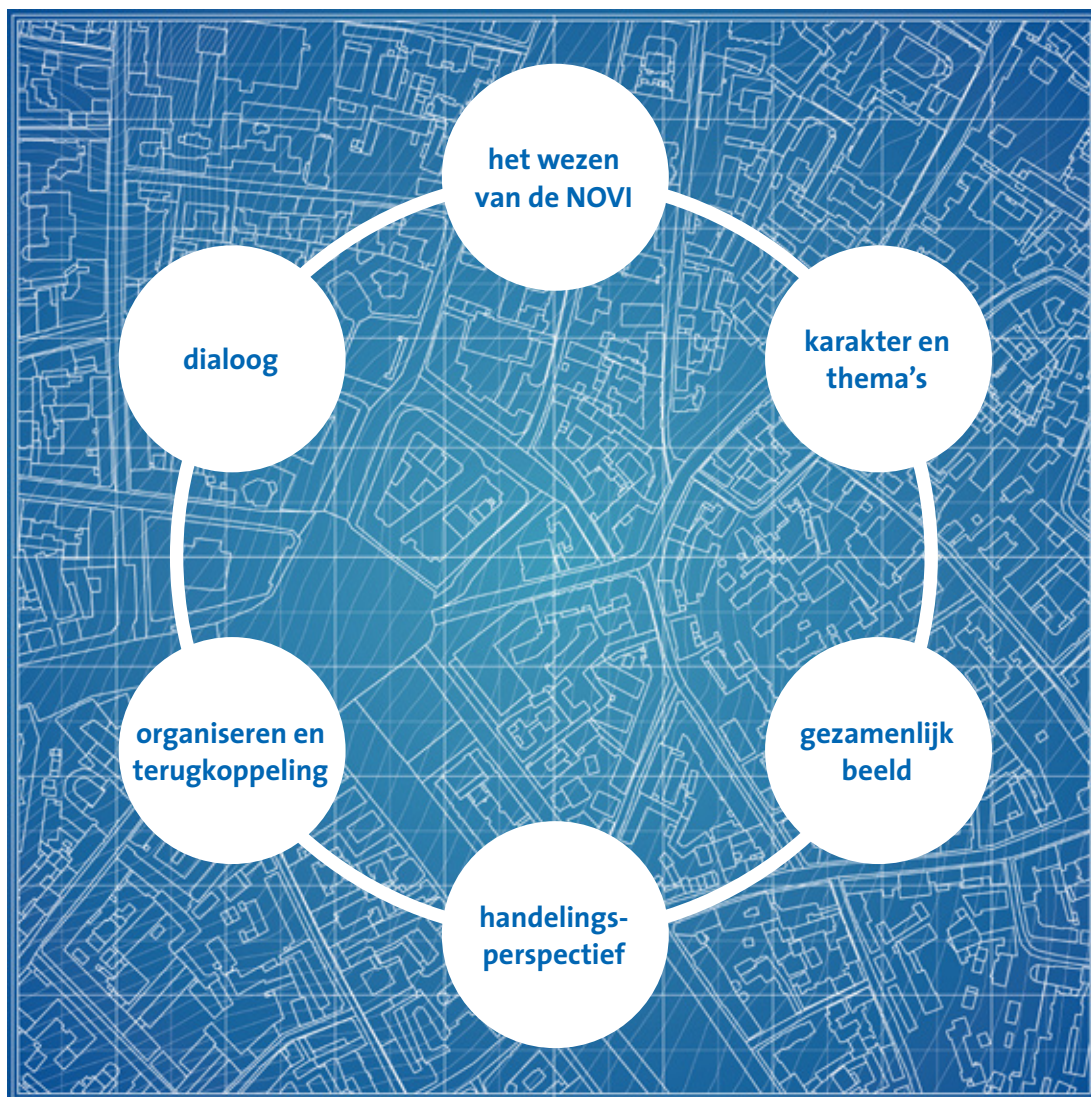 het wezen
van de NOVI
karakter en
thema’s
gezamenlijk
beeld
handelings-
perspectief
organiseren en
terugkoppeling
dialoog